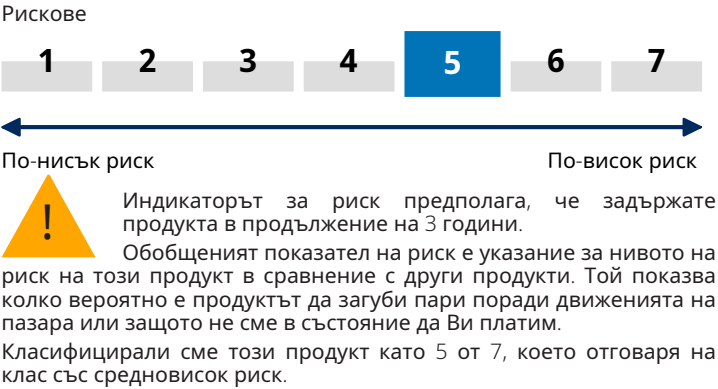 Рискове
1 2 3 4 5 6 7
По-нисък риск По-висок риск
!
Индикаторът за риск предполага, че задържате
продукта в продължение на 3 години.
Обобщеният показател на риск е указание за нивото на
риск на този продукт в сравнение с други продукти. Той показва
колко вероятно е продуктът да загуби пари поради движенията на
пазара или защото не сме в състояние да Ви платим.
Класифицирали сме този продукт като 5 от 7, което отговаря на
клас със средновисок риск.